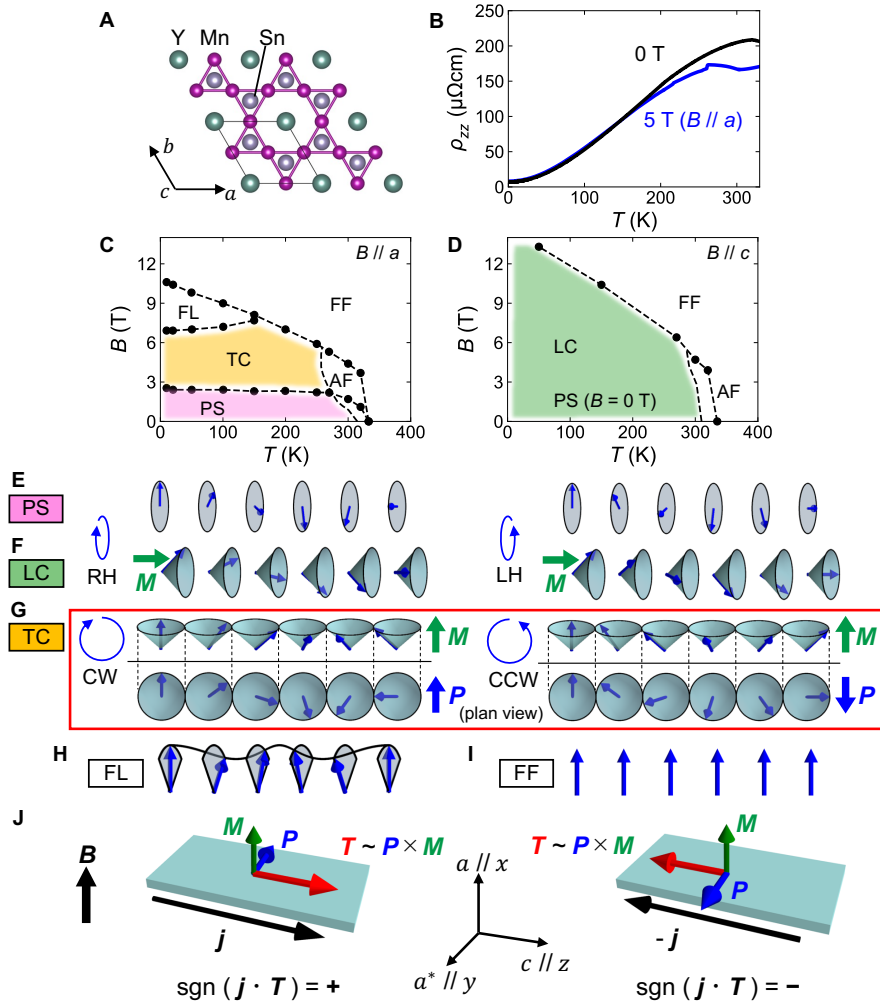 A
Y Mn Sn
b
c a
B
250
200
150
100
50
0
ρzz (μΩcm)
0 T
5 T (B // a)
0 100 200 300
T (K)
C
B // a
12
9
6
3
0
B (T)
FF
FL
TC
AF
PS
0 100 200 300 400
T (K)
D
B // c
12
9
6
3
0
B (T)
FF
LC
AF
PS (B = 0 T)
0 100 200 300 400
T (K)
E
PS
F
RH
LH
LC
M
M
G
TC
M
M
CW
CCW
P
(plan view)
P
H
FL
I
FF
J
B
M
P
T ~ P × M
j
sgn ( j · T ) = +
a // x
a* // y
c // z
T ~ P × M
M
P
- j
sgn ( j · T ) = −